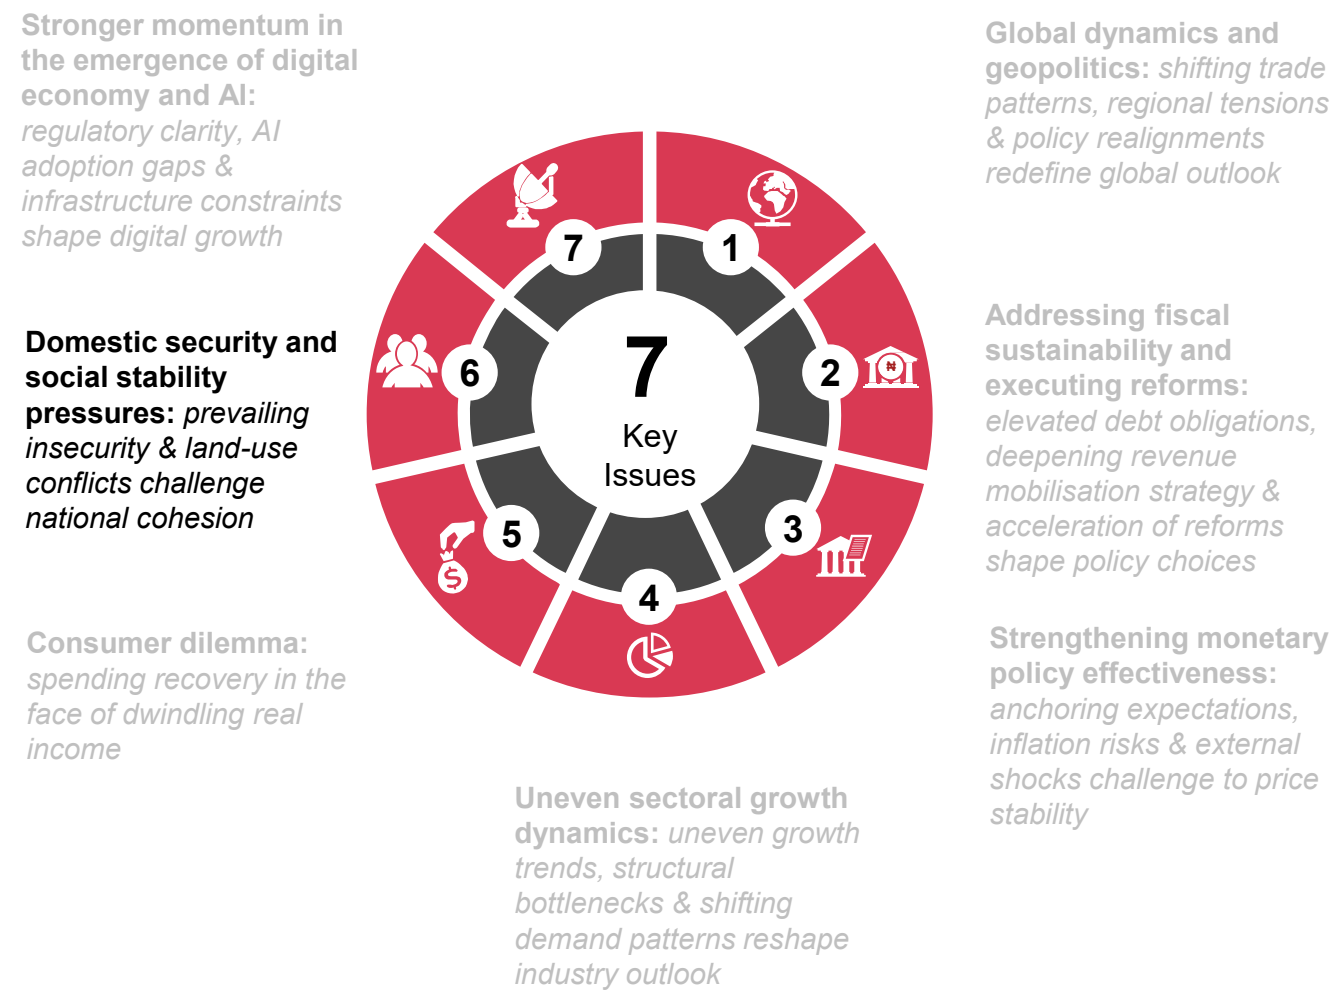 Stronger momentum in
the emergence of digital
economy and AI:
regulatory clarity, AI
adoption gaps &
infrastructure constraints
shape digital growth
Global dynamics and
geopolitics: shifting trade
patterns, regional tensions
& policy realignments
redefine global outlook
Domestic security and
social stability
pressures: prevailing
insecurity & land-use
conflicts challenge
national cohesion
7
1
6
2
5
3
4
7
Key
Issues
₦
$
Addressing fiscal
sustainability and
executing reforms:
elevated debt obligations,
deepening revenue
mobilisation strategy &
acceleration of reforms
shape policy choices
Consumer dilemma:
spending recovery in the
face of dwindling real
income
Strengthening monetary
policy effectiveness:
anchoring expectations,
inflation risks & external
shocks challenge to price
stability
Uneven sectoral growth
dynamics: uneven growth
trends, structural
bottlenecks & shifting
demand patterns reshape
industry outlook